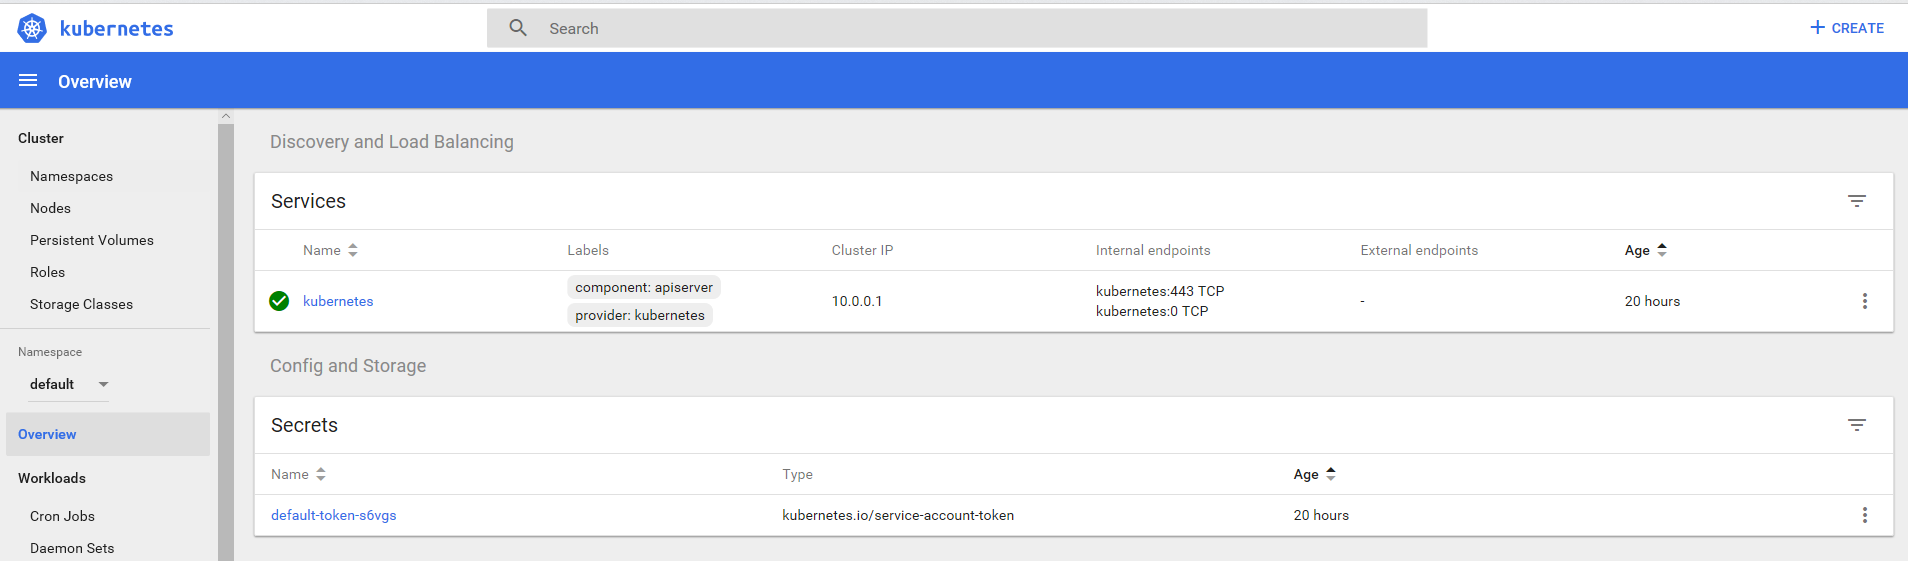 kubernetes
Search
+ CREATE
Overview
Cluster
Namespaces
Nodes
Persistent Volumes
Roles
Storage Classes
Namespace
default
Overview
Workloads
Cron Jobs
Daemon Sets
Discovery and Load Balancing
Services
Name Labels Cluster IP Internal endpoints External endpoints Age
kubernetes component: apiserver 10.0.0.1 kubernetes:443 TCP - 20 hours
provider: kubernetes kubernetes:0 TCP
Config and Storage
Secrets
Name Type Age
default-token-s6vgs kubernetes.io/service-account-token 20 hours